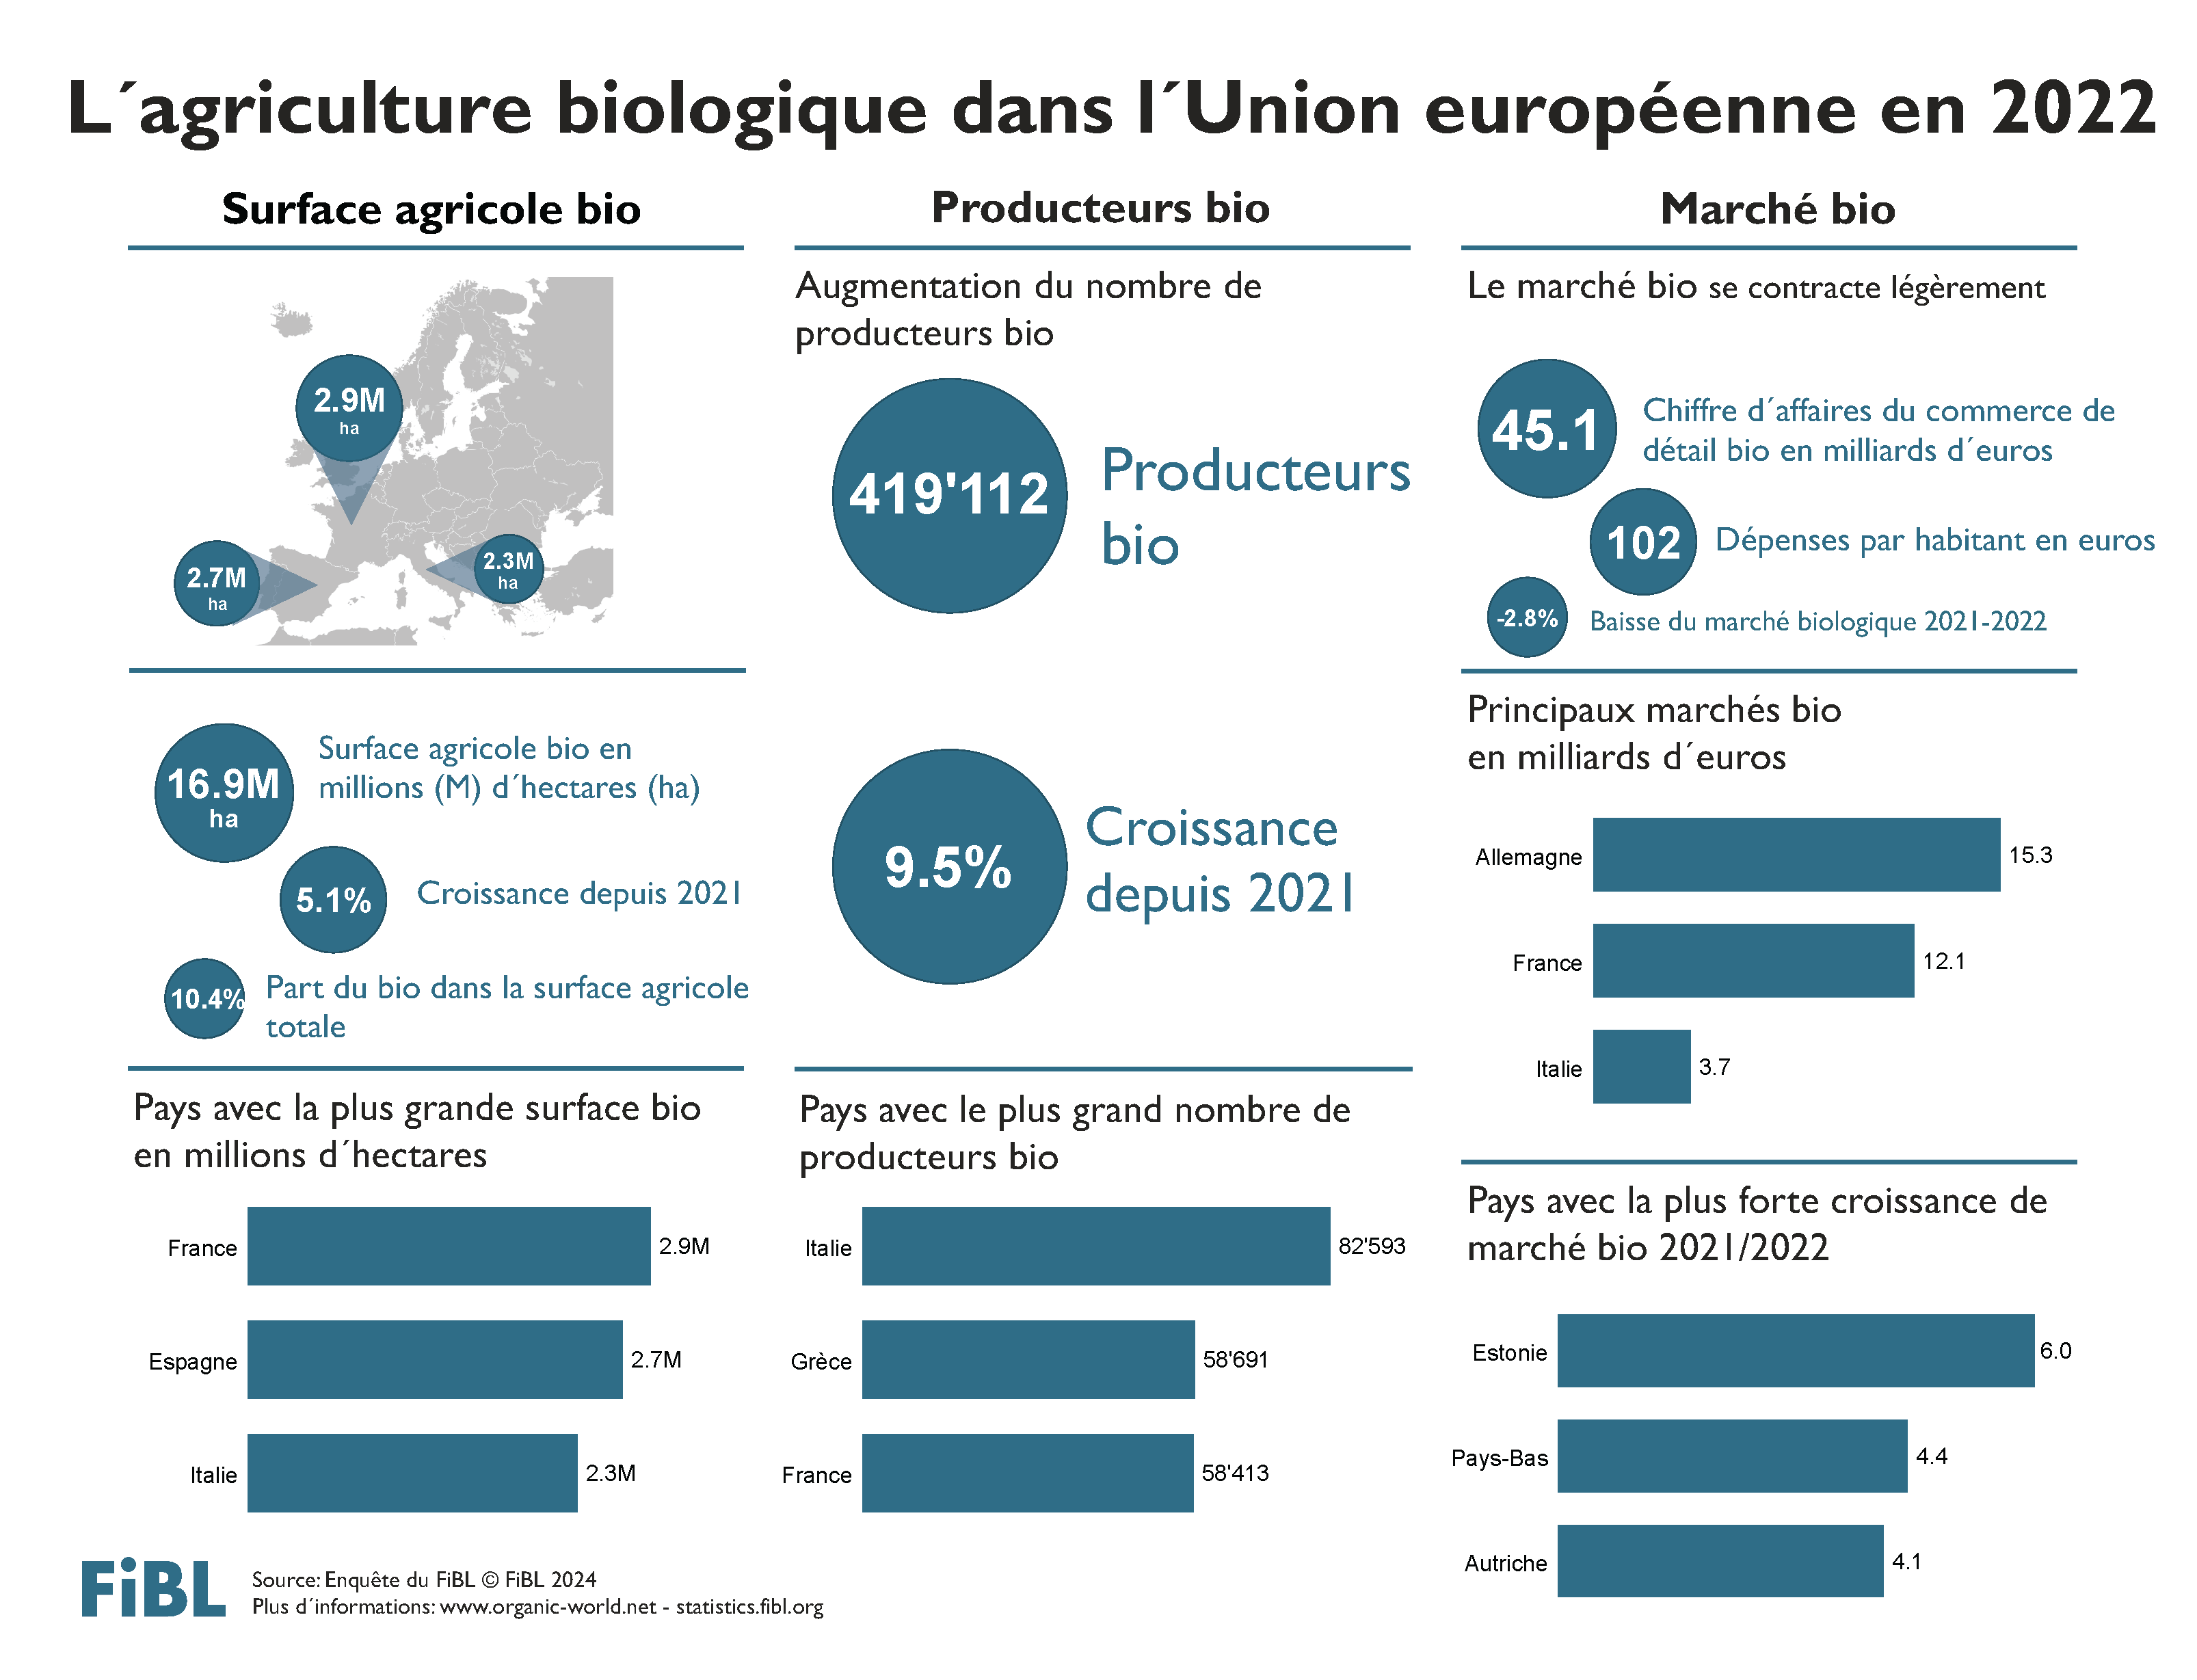 L´agriculture biologique dans l´Union européenne en 2022
Surface agricole bio
2.9M
ha
2.7M
ha
2.3M
ha
16.9M
ha
Surface agricole bio en
millions (M) d´hectares (ha)
5.1%
Croissance depuis 2021
10.4%
Part du bio dans la surface agricole
totale
Pays avec la plus grande surface bio
en millions d´hectares
France 2.9M
Espagne 2.7M
Italie 2.3M
Producteurs bio
Augmentation du nombre de
producteurs bio
419'112
Producteurs
bio
9.5%
Croissance
depuis 2021
Pays avec le plus grand nombre de
producteurs bio
Italie 82'593
Grèce 58'691
France 58'413
Marché bio
Le marché bio se contracte légèrement
45.1
Chiffre d´affaires du commerce de
détail bio en milliards d´euros
102
Dépenses par habitant en euros
-2.8%
Baisse du marché biologique 2021-2022
Principaux marchés bio
en milliards d´euros
Allemagne 15.3
France 12.1
Italie 3.7
Pays avec la plus forte croissance de
marché bio 2021/2022
Estonie 6.0
Pays-Bas 4.4
Autriche 4.1
FiBL
Source: Enquête du FiBL © FiBL 2024
Plus d´informations: www.organic-world.net - statistics.fibl.org